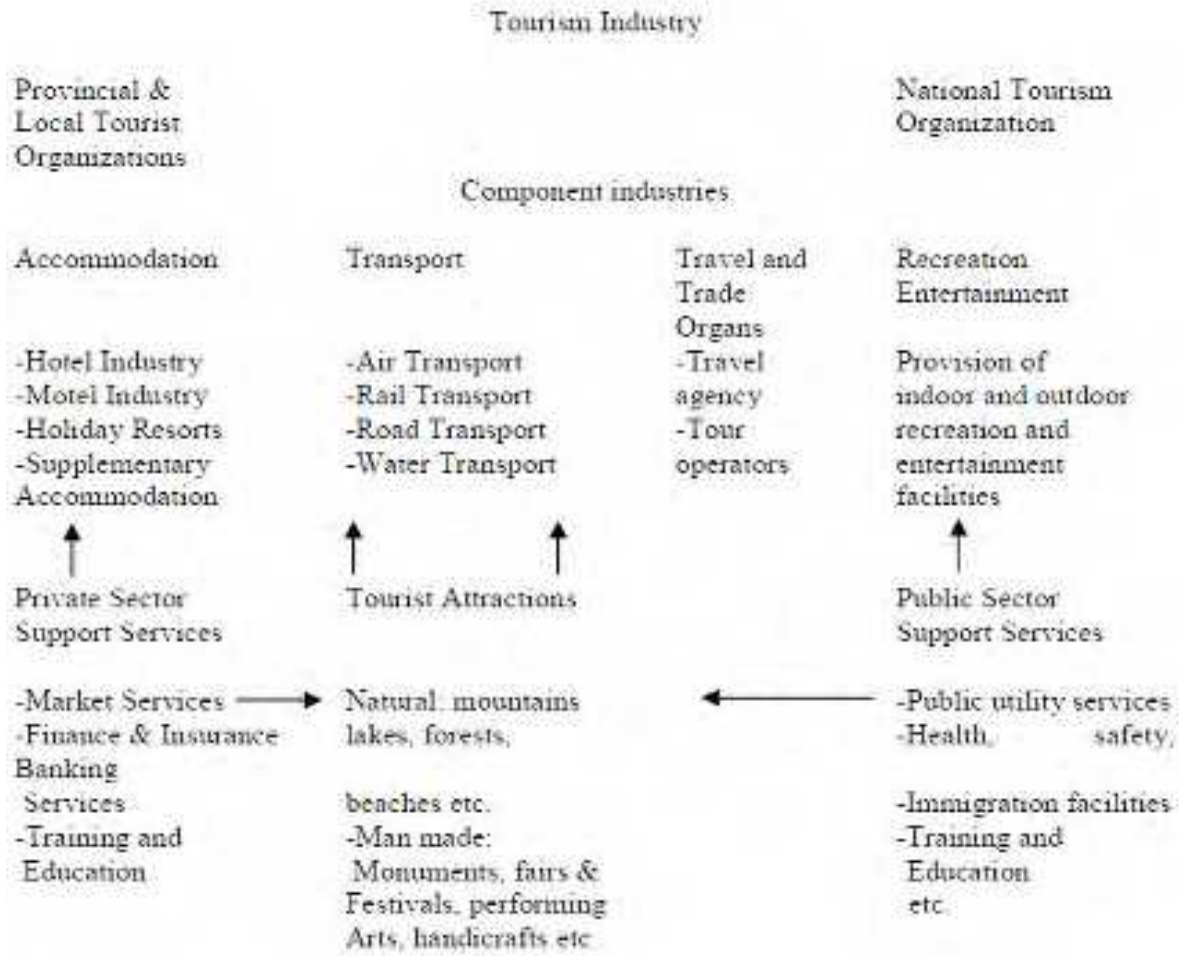 Tourism Industry
Provincial &
Local Tourist
Organizations
National Tourism
Organization
Component industries
Accommodation
-Hotel Industry
-Motel Industry
-Holiday Resorts
-Supplementary
Accommodation
Transport
-Air Transport
-Rail Transport
-Road Transport
-Water Transport
Travel and
Trade
Organs
-Travel
agency
-Tour
operators
Recreation
Entertainment
Provision of
indoor and outdoor
recreation and
entertainment
facilities
Private Sector
Support Services
-Market Services
-Finance & Insurance
Banking
Services
-Training and
Education
Tourist Attractions
Natural: mountains
lakes, forests,
beaches etc.
-Man made:
Monuments, fairs &
Festivals, performing
Arts, handicrafts etc
Public Sector
Support Services
-Public utility services
-Health, safety,
-Immigration facilities
-Training and
Education
etc.